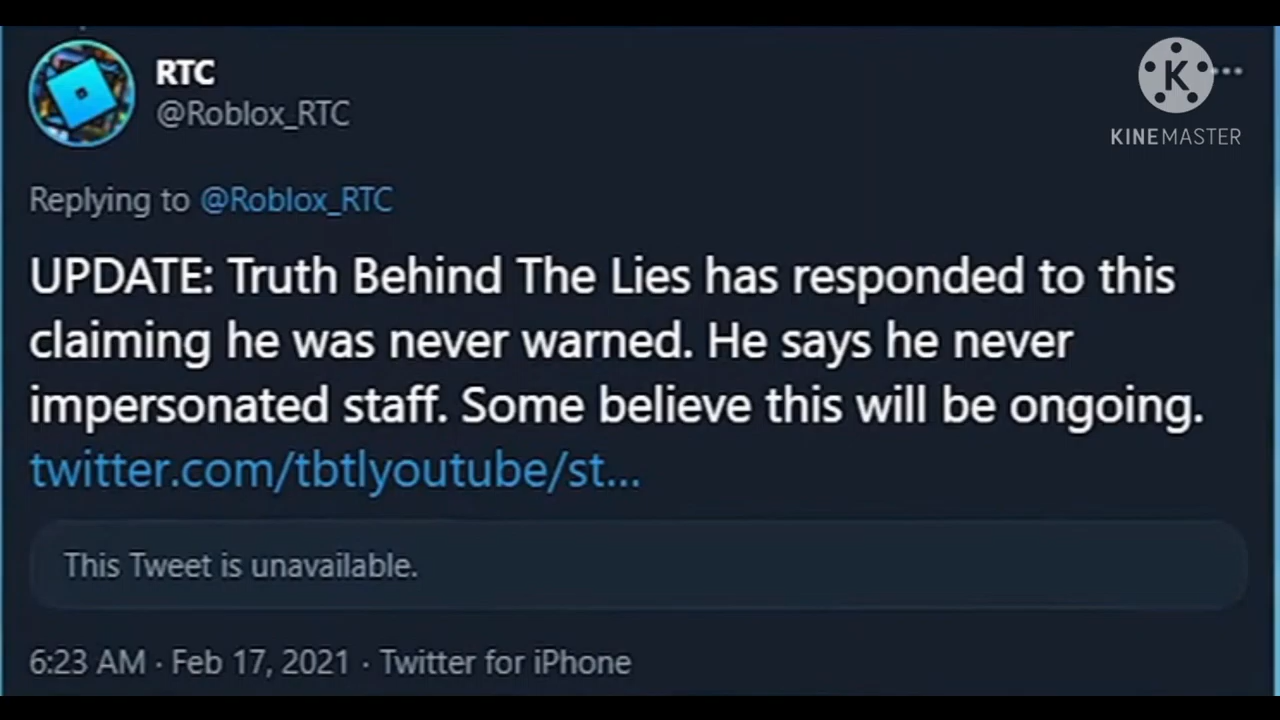 RTC
@Roblox_RTC
K
KINEMASTER
Replying to @Roblox_RTC
UPDATE: Truth Behind The Lies has responded to this
claiming he was never warned. He says he never
impersonated staff. Some believe this will be ongoing.
twitter.com/tbtlyoutube/st...
This Tweet is unavailable.
6:23 AM · Feb 17, 2021 · Twitter for iPhone